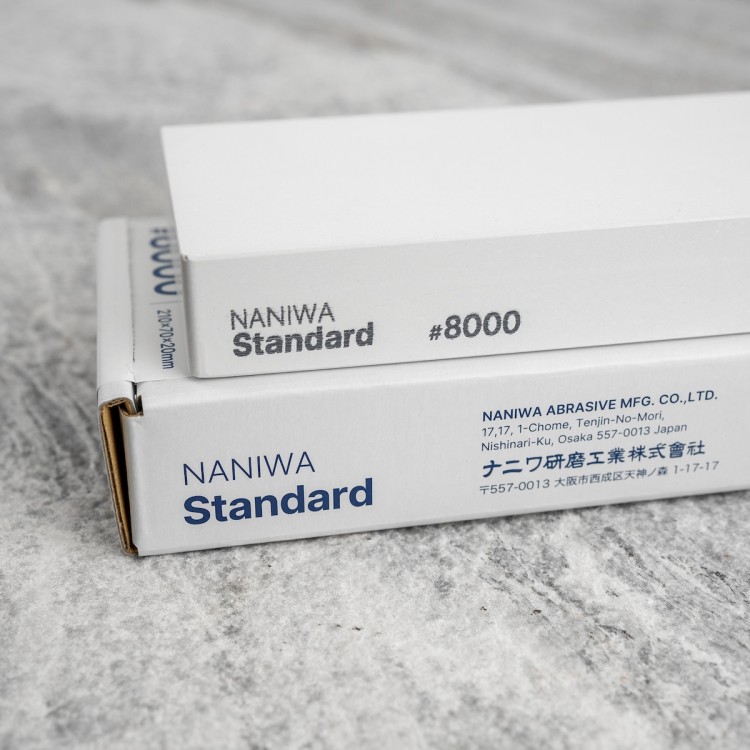 NANIWA
Standard
#8000
#8000
210×70×20mm
NANIWA
Standard
NANIWA ABRASIVE MFG. CO.,LTD.
17,17, 1-Chome, Tenjin-No-Mori,
Nishinari-Ku, Osaka 557-0013 Japan
ナニワ研磨工業株式會社
〒557-0013 大阪市西成区天神ノ森 1-17-17